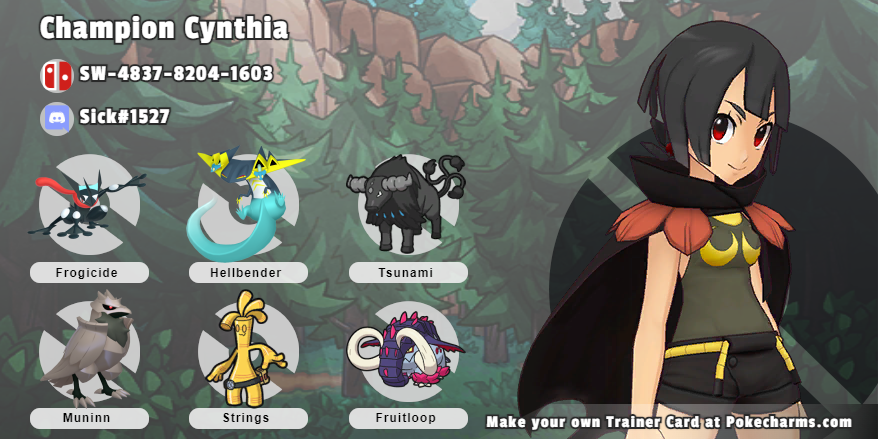 Champion Cynthia
SW-4837-8204-1603
Sick#1527
Frogicide
Hellbender
Tsunami
Muninn
Strings
Fruitloop
Make your own Trainer Card at Pokecharms.com